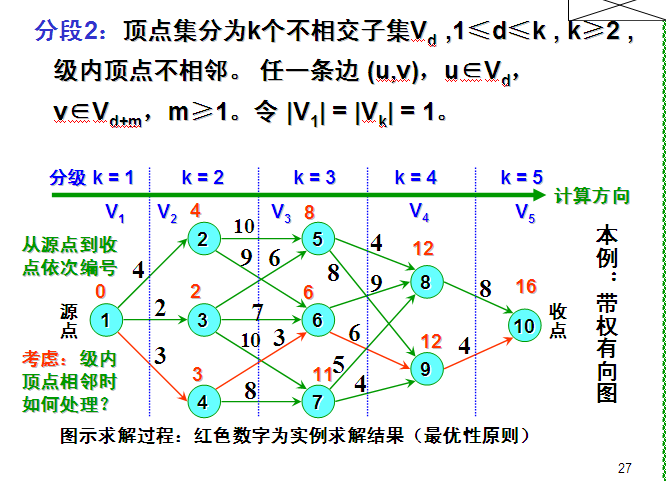 分段2：顶点集分为k个不相交子集Vd ,1≤d≤k , k≥2 ,
级内顶点不相邻。 任一条边 (u,v)，u∈Vd，
v∈Vd+m，m≥1。令 |V1| = |Vk| = 1。
分级 k = 1 k = 2 k = 3 k = 4 k = 5
计算方向
V1 V2 V3 V4 V5
从源点到收
点依次编号
源
点
考虑：级内
顶点相邻时
如何处理？
0
1
4
2
3
4
2
2
3
3
4
10
9
6
7
10
3
8
8
5
6
6
11
7
4
8
9
6
5
4
12
8
12
9
8
4
16
10
收
点
本例：带权有向图
图示求解过程：红色数字为实例求解结果（最优性原则）
27